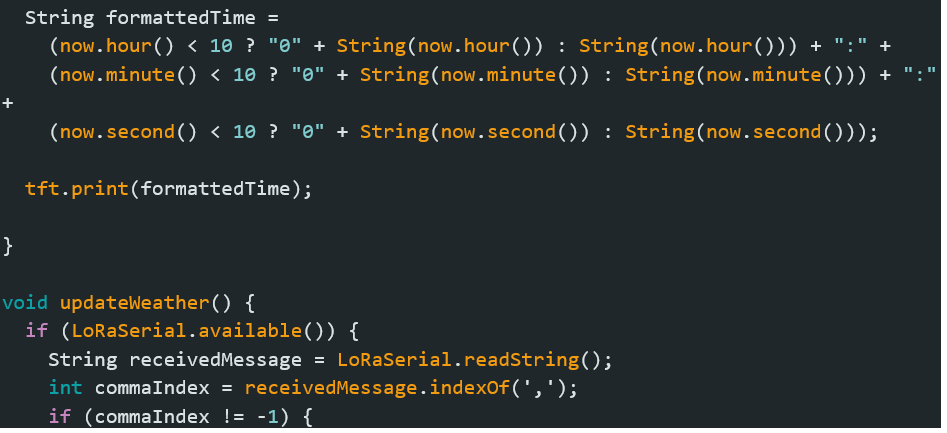 String formattedTime =
(now.hour() < 10 ? "0" + String(now.hour()) : String(now.hour())) + ":" +
(now.minute() < 10 ? "0" + String(now.minute()) : String(now.minute())) + ":"
+
(now.second() < 10 ? "0" + String(now.second()) : String(now.second()));
tft.print(formattedTime);
}
void updateWeather() {
if (LoRaSerial.available()) {
String receivedMessage = LoRaSerial.readString();
int commaIndex = receivedMessage.indexOf(',');
if (commaIndex != -1) {